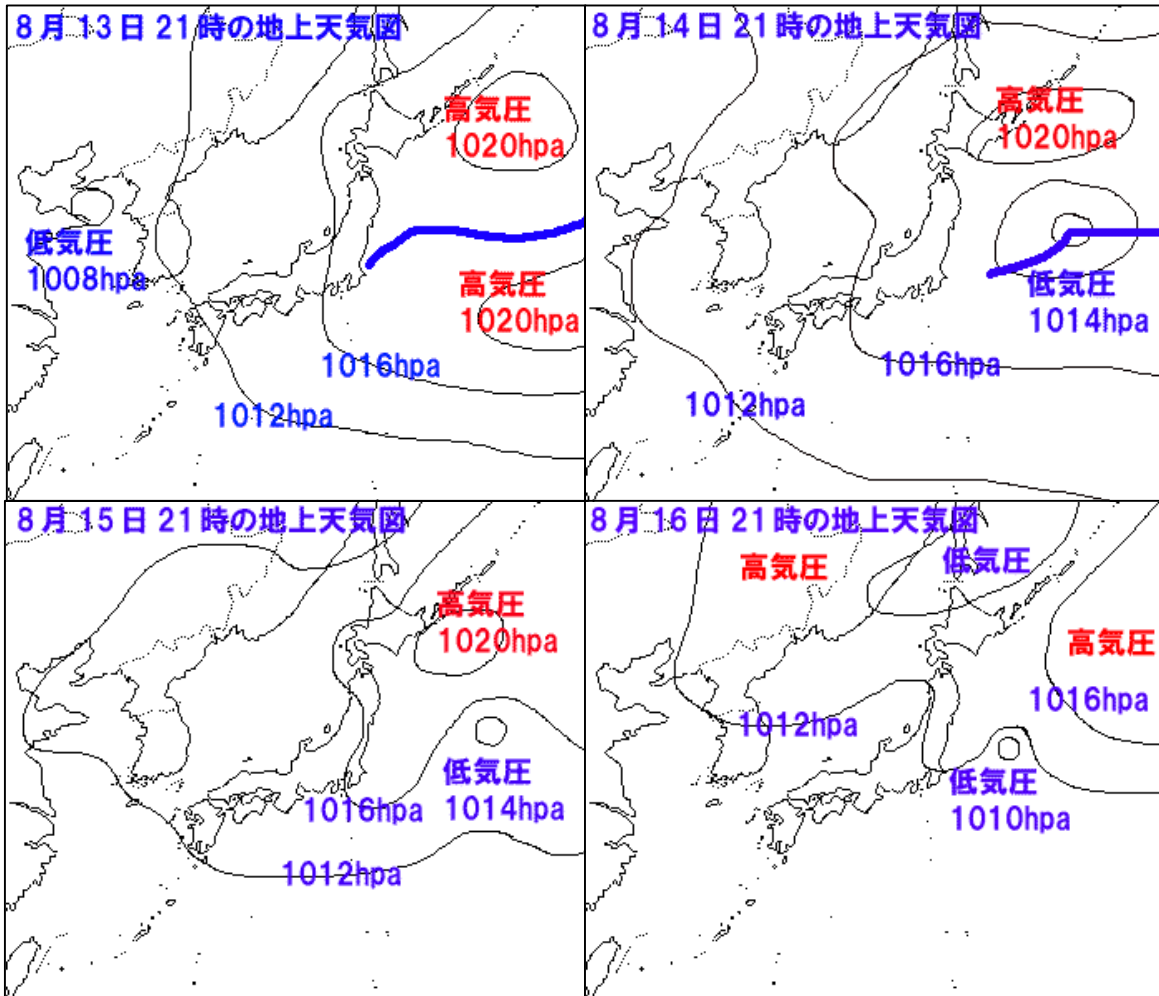 8月13日21時の地上天気図
高気圧
1020hpa
低気圧
1008hpa
高気圧
1020hpa
1016hpa
1012hpa
8月14日21時の地上天気図
高気圧
1020hpa
低気圧
1014hpa
1016hpa
1012hpa
8月15日21時の地上天気図
高気圧
1020hpa
低気圧
1014hpa
1016hpa
1012hpa
8月16日21時の地上天気図
高気圧
低気圧
高気圧
1016hpa
1012hpa
低気圧
1010hpa